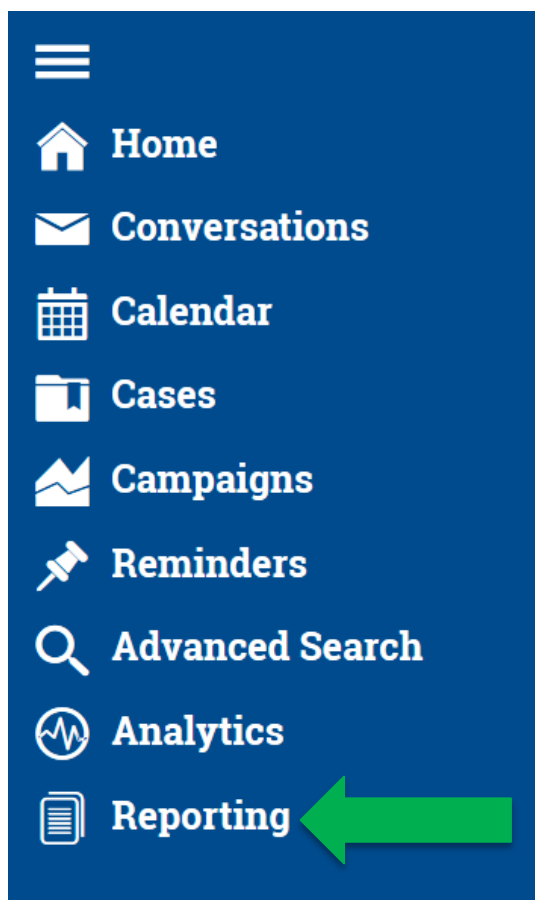 Home
Conversations
Calendar
Cases
Campaigns
Reminders
Advanced Search
Analytics
Reporting